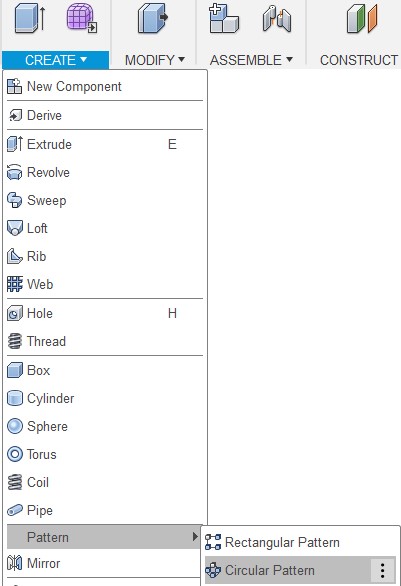 CREATE MODIFY ASSEMBLE CONSTRUCT
New Component
Derive
Extrude E
Revolve
Sweep
Loft
Rib
Web
Hole H
Thread
Box
Cylinder
Sphere
Torus
Coil
Pipe
Pattern
Rectangular Pattern
Mirror
Circular Pattern